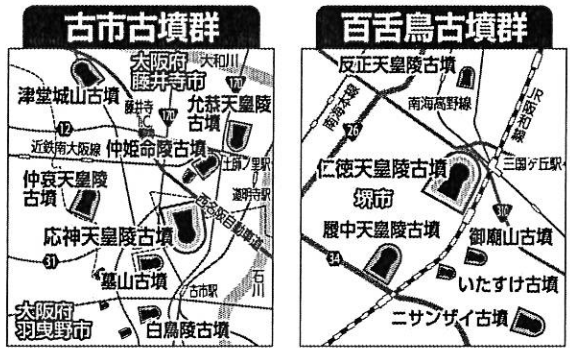 古市古墳群
大阪府
藤井寺市
大和川
170
津堂城山古墳
藤井寺
IC
170
允恭天皇陵
古墳
12
近鉄南大阪線
仲姫命陵古墳
土師ノ里駅
道明寺駅
仲哀天皇陵
古墳
西名阪自動車道
応神天皇陵古墳
31
墓山古墳
古市駅
石川
大阪府
羽曳野市
白鳥陵古墳
百舌鳥古墳群
反正天皇陵古墳
南海本線
南海高野線
JR阪和線
26
仁徳天皇陵古墳
三国ケ丘駅
堺市
310
履中天皇陵古墳
御廟山古墳
34
いたすけ古墳
ニサンザイ古墳